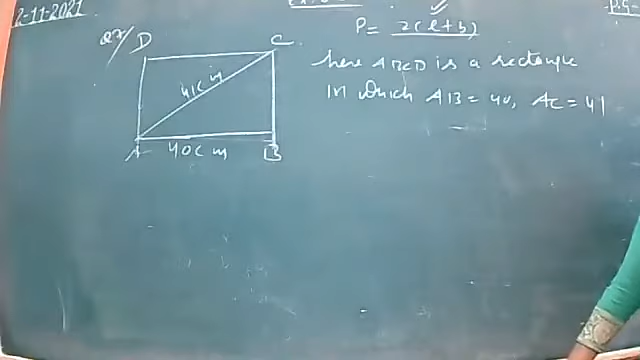 2-11-2021
P = 2(l+b)
D C
41cm
A 40cm B
here ABCD is a rectangle
in which AB = 40, AC = 41